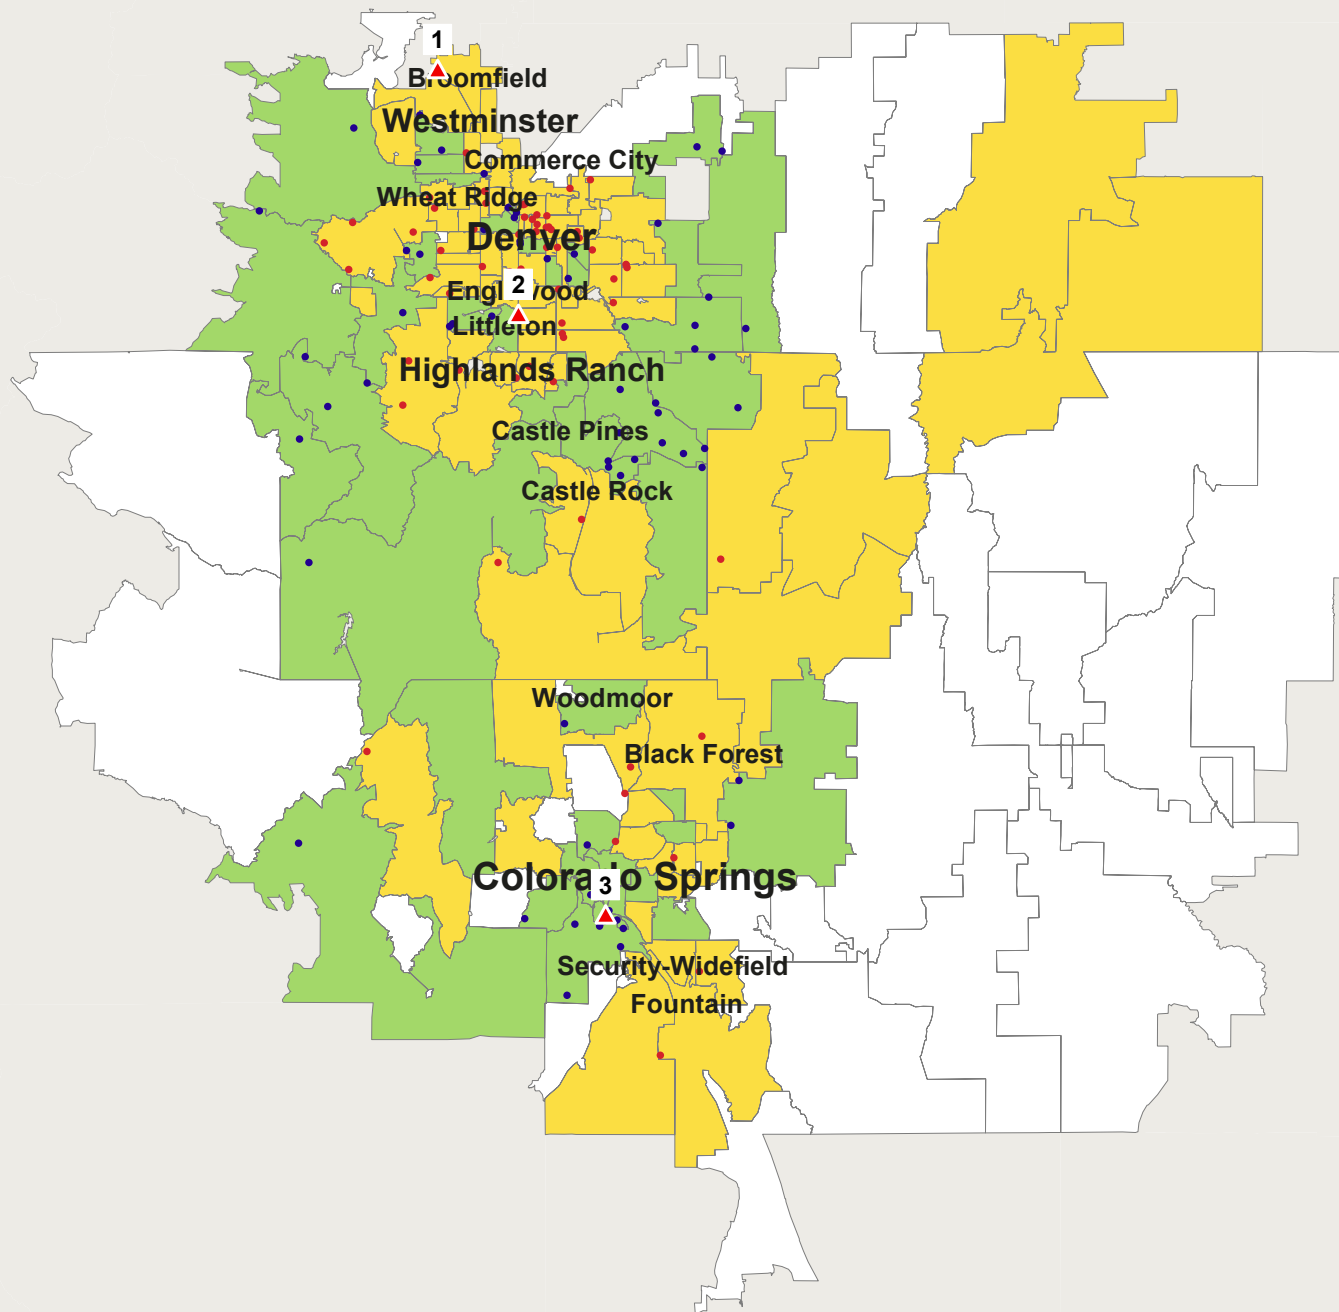 1
Broomfield
Westminster
Commerce City
Wheat Ridge
Denver
2
Englewood
Littleton
Highlands Ranch
Castle Pines
Castle Rock
Woodmoor
Black Forest
Colorado Springs
3
Security-Widefield
Fountain